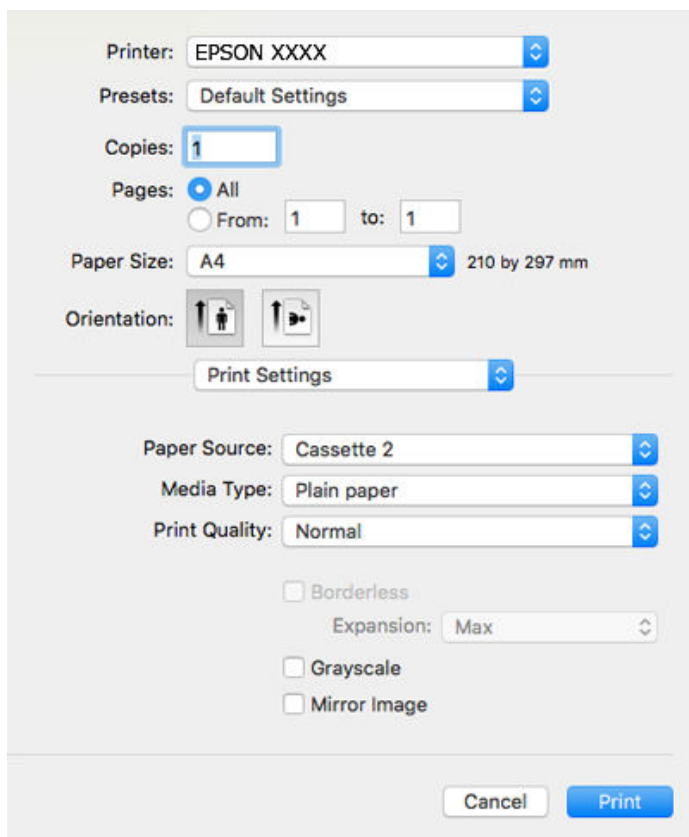 Printer: EPSON XXXX
Presets: Default Settings
Copies: 1
Pages: All
From: 1 to: 1
Paper Size: A4 210 by 297 mm
Orientation:
Print Settings
Paper Source: Cassette 2
Media Type: Plain paper
Print Quality: Normal
Borderless
Expansion: Max
Grayscale
Mirror Image
Cancel Print